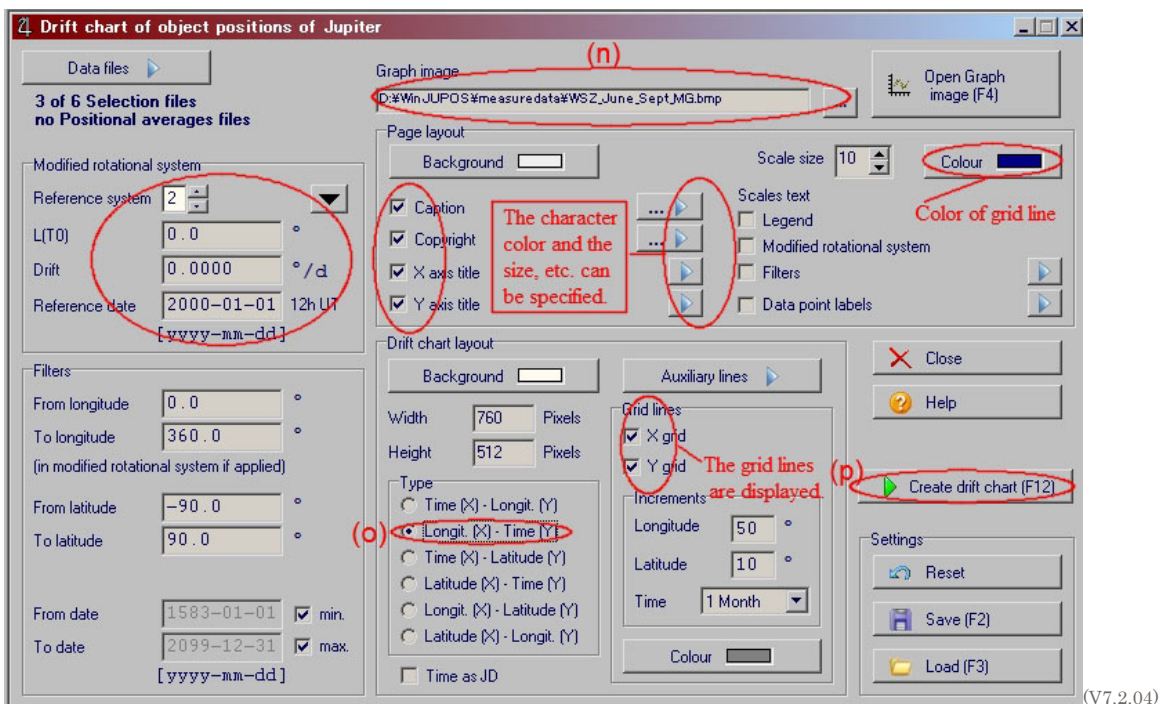 Drift chart of object positions of Jupiter
Data files
3 of 6 Selection files
no Positional averages files
Modified rotational system
Reference system 2
L(T0) 0.0 °
Drift 0.0000 °/d
Reference date 2000-01-01 12h UT
[yyyy-mm-dd]
Filters
From longitude 0.0 °
To longitude 360.0 °
(in modified rotational system if applied)
From latitude -90.0 °
To latitude 90.0 °
From date 1583-01-01 min.
To date 2099-12-31 max.
[yyyy-mm-dd]
(n)
Graph image
D:¥WinJUPOS¥measuredata¥WSZ_June_Sept_MG.bmp ...
Open Graph
image (F4)
Page layout
Background
Scale size 10
Colour
Color of grid line
Caption ...
Copyright ...
X axis title
Y axis title
The character
color and the
size, etc. can
be specified.
Scales text
Legend
Modified rotational system
Filters
Data point labels
Drift chart layout
Background
Auxiliary lines
Width 760 Pixels
Height 512 Pixels
Type
Time (X) - Longit. (Y)
(o) Longit. (X) - Time (Y)
Time (X) - Latitude (Y)
Latitude (X) - Time (Y)
Longit. (X) - Latitude (Y)
Latitude (X) - Longit. (Y)
Time as JD
Grid lines
X grid
Y grid
The grid lines
are displayed.
Increments
Longitude 50 °
Latitude 10 °
Time 1 Month
Colour
Close
Help
(p)
Create drift chart (F12)
Settings
Reset
Save (F2)
Load (F3)
(V7.2.04)